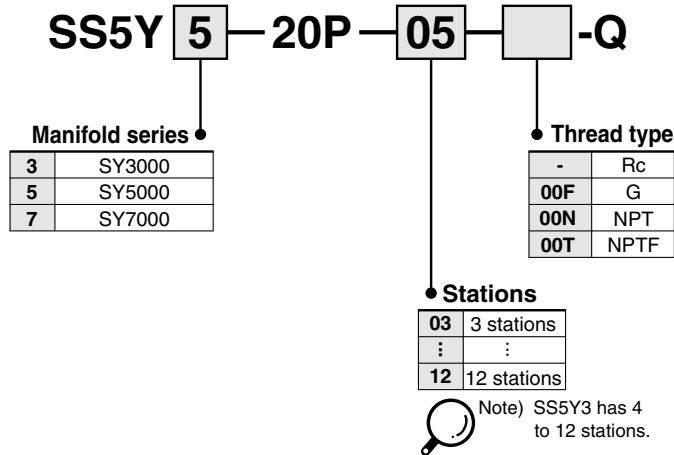 SS5Y 5 — 20P — 05 — -Q
Manifold series
3 SY3000
5 SY5000
7 SY7000
Thread type
- Rc
00F G
00N NPT
00T NPTF
Stations
03 3 stations
⋮ ⋮
12 12 stations
Note) SS5Y3 has 4
to 12 stations.